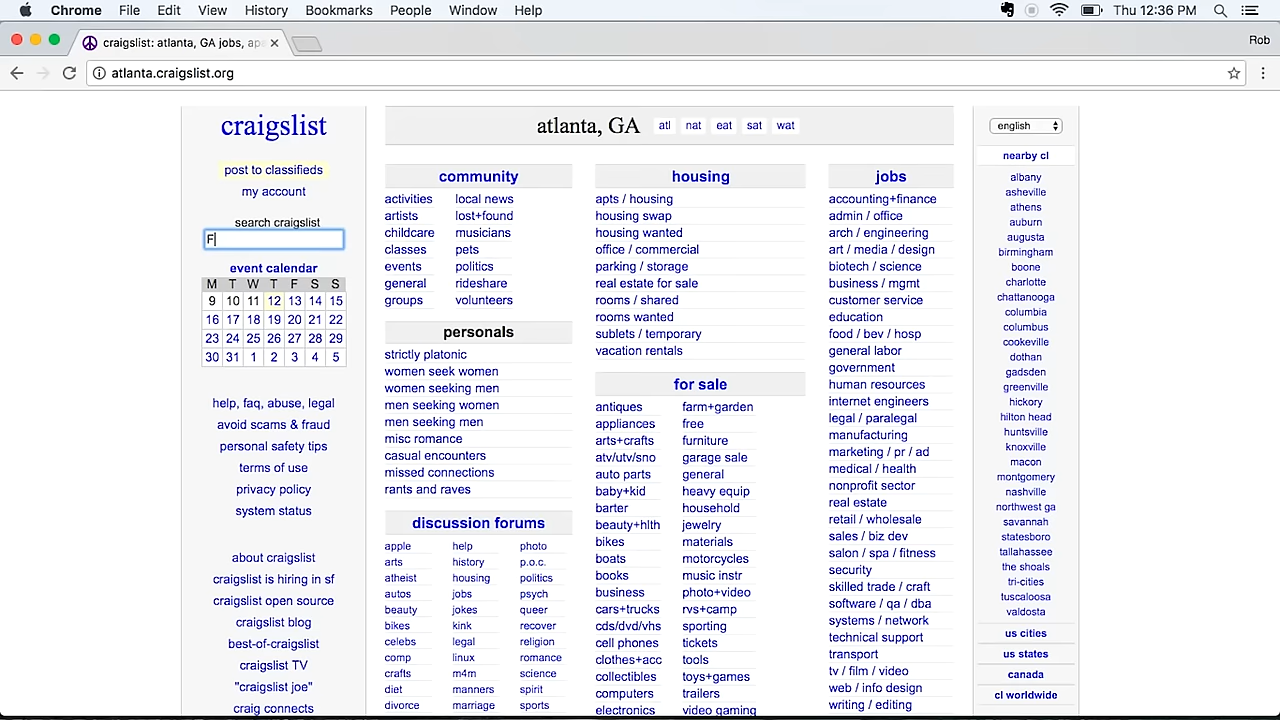 Chrome File Edit View History Bookmarks People Window Help Thu 12:36 PM
craigslist: atlanta, GA jobs, apa
Rob
atlanta.craigslist.org
craigslist
post to classifieds
my account
search craigslist
F
event calendar
M T W T F S S
9 10 11 12 13 14 15
16 17 18 19 20 21 22
23 24 25 26 27 28 29
30 31 1 2 3 4 5
help, faq, abuse, legal
avoid scams & fraud
personal safety tips
terms of use
privacy policy
system status
about craigslist
craigslist is hiring in sf
craigslist open source
craigslist blog
best-of-craigslist
craigslist TV
"craigslist joe"
craig connects
atlanta, GA atl nat eat sat wat
community
activities local news
artists lost+found
childcare musicians
classes pets
events politics
general rideshare
groups volunteers
personals
strictly platonic
women seek women
women seeking men
men seeking women
men seeking men
misc romance
casual encounters
missed connections
rants and raves
discussion forums
apple help photo
arts history p.o.c.
atheist housing politics
autos jobs psych
beauty jokes queer
bikes kink recover
celebs legal religion
comp linux romance
crafts m4m science
diet manners spirit
divorce marriage sports
housing
apts / housing
housing swap
housing wanted
office / commercial
parking / storage
real estate for sale
rooms / shared
rooms wanted
sublets / temporary
vacation rentals
for sale
antiques farm+garden
appliances free
arts+crafts furniture
atv/utv/sno garage sale
auto parts general
baby+kid heavy equip
barter household
beauty+hlth jewelry
bikes materials
boats motorcycles
books music instr
business photo+video
cars+trucks rvs+camp
cds/dvd/vhs sporting
cell phones tickets
clothes+acc tools
collectibles toys+games
computers trailers
electronics video gaming
jobs
accounting+finance
admin / office
arch / engineering
art / media / design
biotech / science
business / mgmt
customer service
education
food / bev / hosp
general labor
government
human resources
internet engineers
legal / paralegal
manufacturing
marketing / pr / ad
medical / health
nonprofit sector
real estate
retail / wholesale
sales / biz dev
salon / spa / fitness
security
skilled trade / craft
software / qa / dba
systems / network
technical support
transport
tv / film / video
web / info design
writing / editing
english
nearby cl
albany
asheville
athens
auburn
augusta
birmingham
boone
charlotte
chattanooga
columbia
columbus
cookeville
dothan
gadsden
greenville
hickory
hilton head
huntsville
knoxville
macon
montgomery
nashville
northwest ga
savannah
statesboro
tallahassee
the shoals
tri-cities
tuscaloosa
valdosta
us cities
us states
canada
cl worldwide